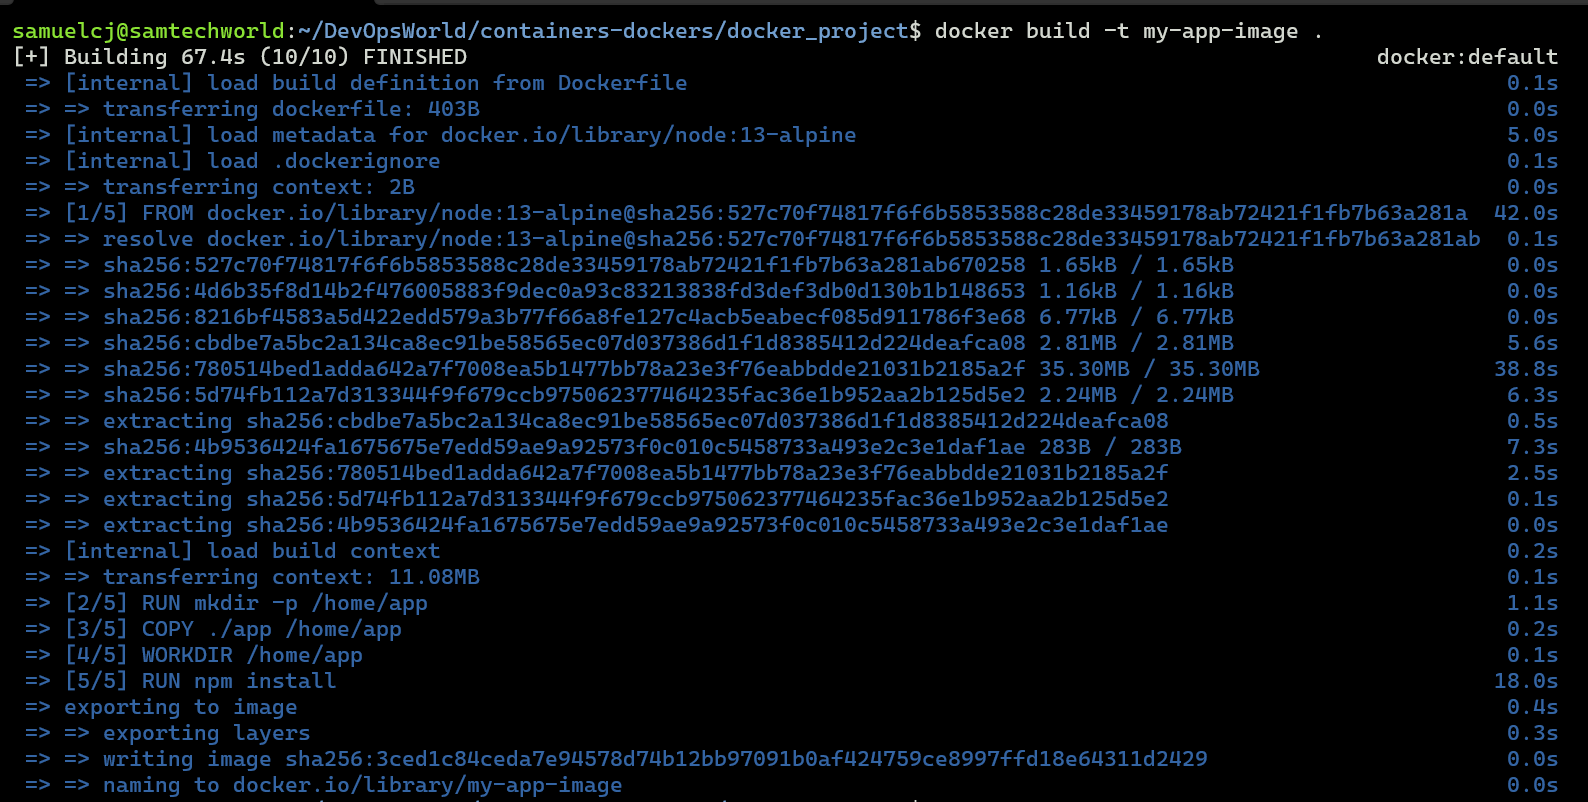 samuelcj@samtechworld:~/DevOpsWorld/containers-dockers/docker_project$ docker build -t my-app-image .
[+] Building 67.4s (10/10) FINISHED docker:default
=> [internal] load build definition from Dockerfile 0.1s
=> => transferring dockerfile: 403B 0.0s
=> [internal] load metadata for docker.io/library/node:13-alpine 5.0s
=> [internal] load .dockerignore 0.1s
=> => transferring context: 2B 0.0s
=> [1/5] FROM docker.io/library/node:13-alpine@sha256:527c70f74817f6f6b5853588c28de33459178ab72421f1fb7b63a281a 42.0s
=> => resolve docker.io/library/node:13-alpine@sha256:527c70f74817f6f6b5853588c28de33459178ab72421f1fb7b63a281ab 0.1s
=> => sha256:527c70f74817f6f6b5853588c28de33459178ab72421f1fb7b63a281ab670258 1.65kB / 1.65kB 0.0s
=> => sha256:4d6b35f8d14b2f476005883f9dec0a93c83213838fd3def3db0d130b1b148653 1.16kB / 1.16kB 0.0s
=> => sha256:8216bf4583a5d422edd579a3b77f66a8fe127c4acb5eabecf085d911786f3e68 6.77kB / 6.77kB 0.0s
=> => sha256:cbdbe7a5bc2a134ca8ec91be58565ec07d037386d1f1d8385412d224deafca08 2.81MB / 2.81MB 5.6s
=> => sha256:780514bed1adda642a7f7008ea5b1477bb78a23e3f76eabbdde21031b2185a2f 35.30MB / 35.30MB 38.8s
=> => sha256:5d74fb112a7d313344f9f679ccb975062377464235fac36e1b952aa2b125d5e2 2.24MB / 2.24MB 6.3s
=> => extracting sha256:cbdbe7a5bc2a134ca8ec91be58565ec07d037386d1f1d8385412d224deafca08 0.5s
=> => sha256:4b9536424fa1675675e7edd59ae9a92573f0c010c5458733a493e2c3e1daf1ae 283B / 283B 7.3s
=> => extracting sha256:780514bed1adda642a7f7008ea5b1477bb78a23e3f76eabbdde21031b2185a2f 2.5s
=> => extracting sha256:5d74fb112a7d313344f9f679ccb975062377464235fac36e1b952aa2b125d5e2 0.1s
=> => extracting sha256:4b9536424fa1675675e7edd59ae9a92573f0c010c5458733a493e2c3e1daf1ae 0.0s
=> [internal] load build context 0.2s
=> => transferring context: 11.08MB 0.1s
=> [2/5] RUN mkdir -p /home/app 1.1s
=> [3/5] COPY ./app /home/app 0.2s
=> [4/5] WORKDIR /home/app 0.1s
=> [5/5] RUN npm install 18.0s
=> exporting to image 0.4s
=> => exporting layers 0.3s
=> => writing image sha256:3ced1c84ceda7e94578d74b12bb97091b0af424759ce8997ffd18e64311d2429 0.0s
=> => naming to docker.io/library/my-app-image 0.0s